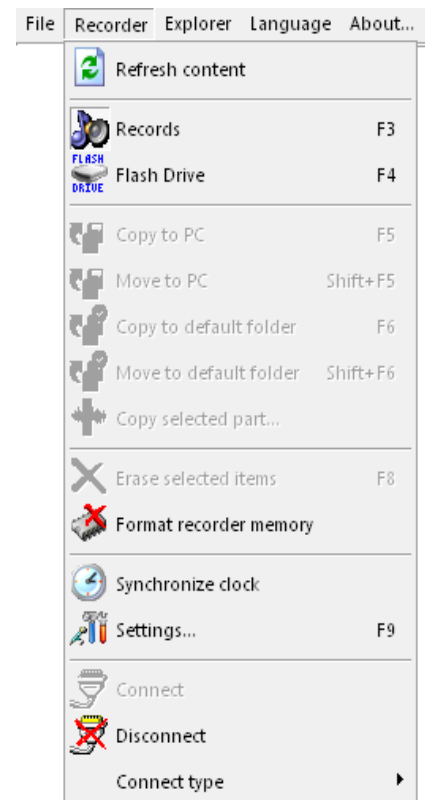 File Recorder Explorer Language About...
Refresh content
Records F3
FLASH
Flash Drive F4
DRIVE
Copy to PC F5
Move to PC Shift+F5
Copy to default folder F6
Move to default folder Shift+F6
Copy selected part...
Erase selected items F8
Format recorder memory
Synchronize clock
Settings... F9
Connect
Disconnect
Connect type